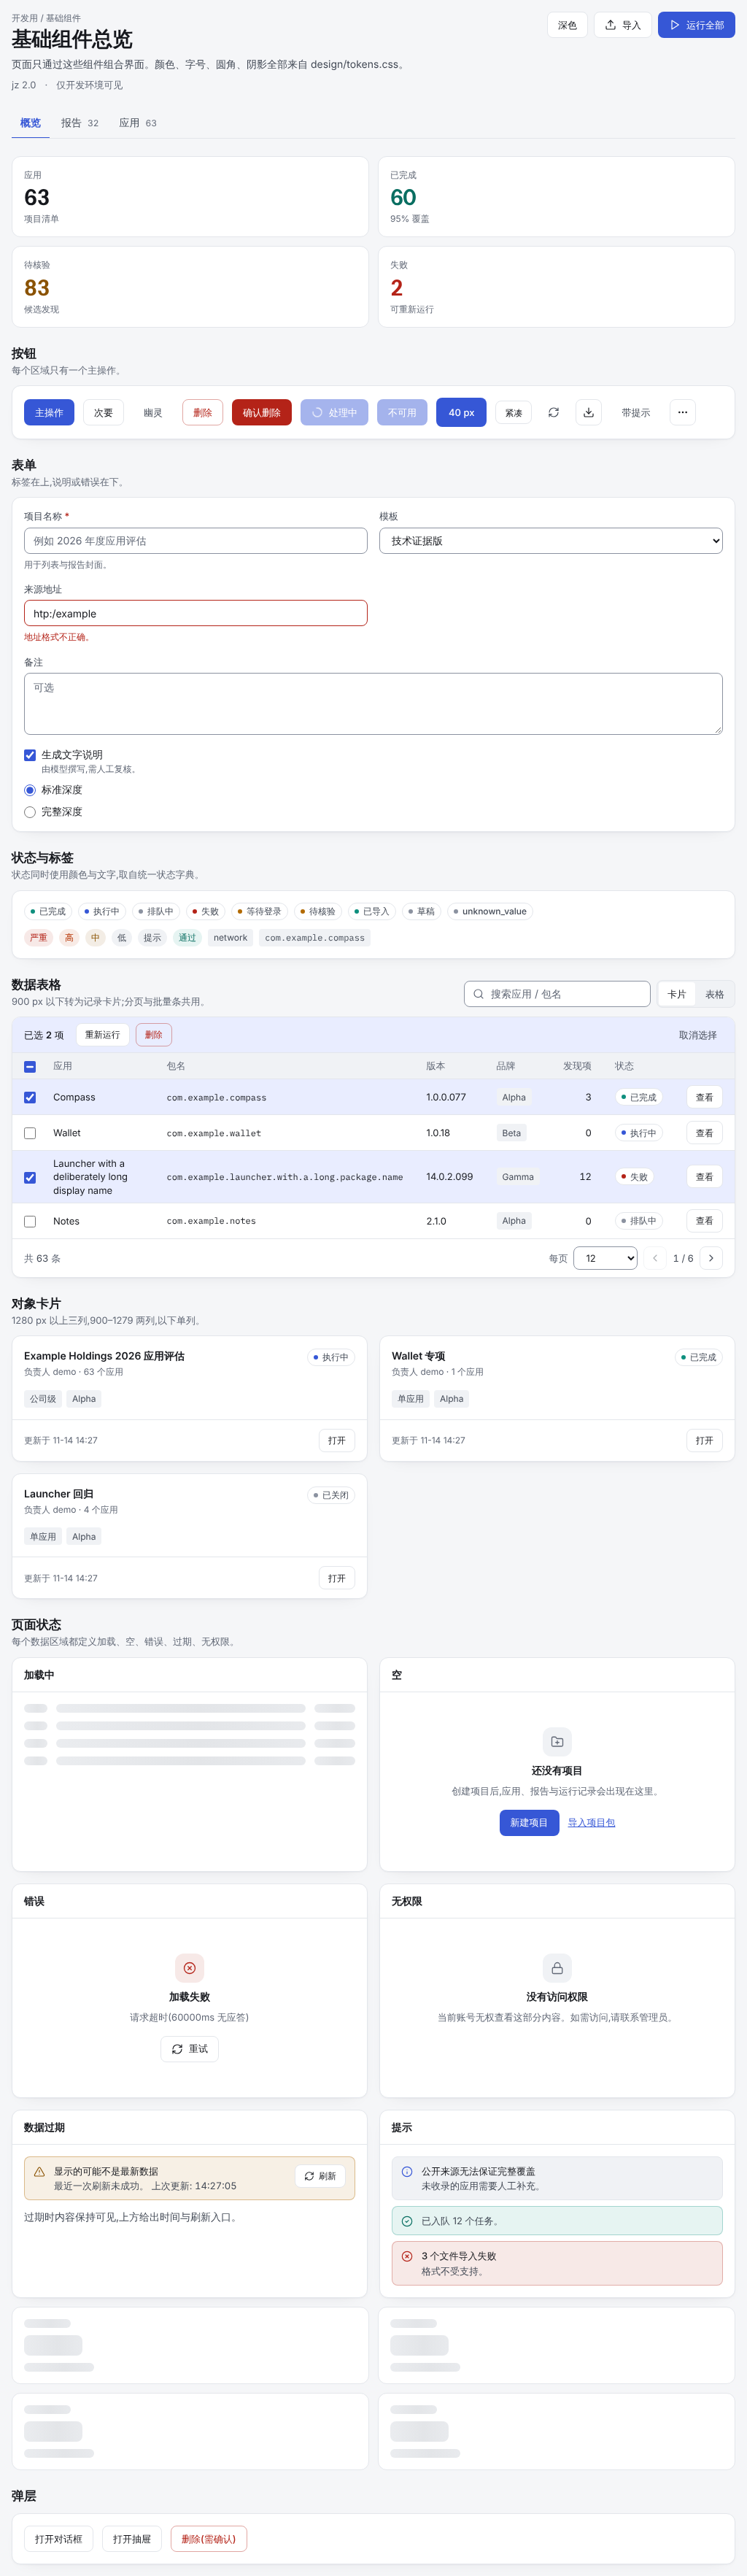 开发用 / 基础组件
基础组件总览
页面只通过这些组件组合界面。颜色、字号、圆角、阴影全部来自 design/tokens.css。
jz 2.0 · 仅开发环境可见
深色 导入 运行全部
概览 报告 32 应用 63
应用
63
项目清单
已完成
60
95% 覆盖
待核验
83
候选发现
失败
2
可重新运行
按钮
每个区域只有一个主操作。
主操作 次要 幽灵 删除 确认删除 处理中 不可用 40 px 紧凑 带提示
表单
标签在上,说明或错误在下。
项目名称 *
例如 2026 年度应用评估
用于列表与报告封面。
模板
技术证据版
来源地址
htp:/example
地址格式不正确。
备注
可选
生成文字说明
由模型撰写,需人工复核。
标准深度
完整深度
状态与标签
状态同时使用颜色与文字,取自统一状态字典。
已完成 执行中 排队中 失败 等待登录 待核验 已导入 草稿 unknown_value
严重 高 中 低 提示 通过 network com.example.compass
数据表格
900 px 以下转为记录卡片;分页与批量条共用。
搜索应用 / 包名 卡片 表格
已选 2 项 重新运行 删除 取消选择
应用 包名 版本 品牌 发现项 状态
Compass com.example.compass 1.0.0.077 Alpha 3 已完成 查看
Wallet com.example.wallet 1.0.18 Beta 0 执行中 查看
Launcher with a
deliberately long
display name
com.example.launcher.with.a.long.package.name 14.0.2.099 Gamma 12 失败 查看
Notes com.example.notes 2.1.0 Alpha 0 排队中 查看
共 63 条 每页 12 1 / 6
对象卡片
1280 px 以上三列,900–1279 两列,以下单列。
Example Holdings 2026 应用评估 执行中
负责人 demo · 63 个应用
公司级 Alpha
更新于 11-14 14:27 打开
Wallet 专项 已完成
负责人 demo · 1 个应用
单应用 Alpha
更新于 11-14 14:27 打开
Launcher 回归 已关闭
负责人 demo · 4 个应用
单应用 Alpha
更新于 11-14 14:27 打开
页面状态
每个数据区域都定义加载、空、错误、过期、无权限。
加载中
空
还没有项目
创建项目后,应用、报告与运行记录会出现在这里。
新建项目 导入项目包
错误
加载失败
请求超时(60000ms 无应答)
重试
无权限
没有访问权限
当前账号无权查看这部分内容。如需访问,请联系管理员。
数据过期
显示的可能不是最新数据
最近一次刷新未成功。 上次更新: 14:27:05
刷新
过期时内容保持可见,上方给出时间与刷新入口。
提示
公开来源无法保证完整覆盖
未收录的应用需要人工补充。
已入队 12 个任务。
3 个文件导入失败
格式不受支持。
弹层
打开对话框 打开抽屉 删除(需确认)